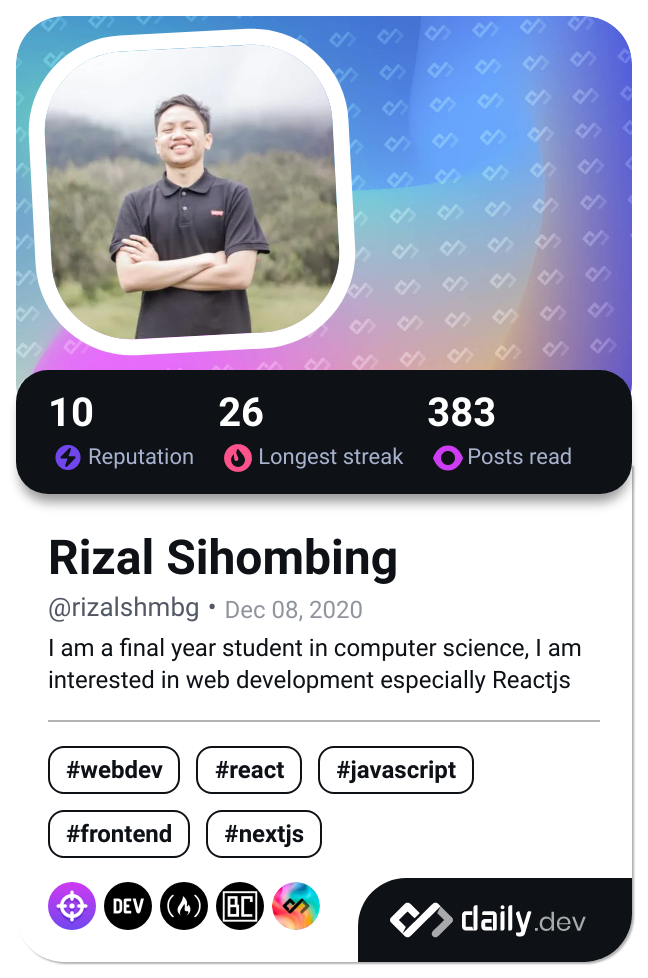 10 26 383
Reputation Longest streak Posts read
Rizal Sihombing
@rizalshmbg • Dec 08, 2020
I am a final year student in computer science, I am
interested in web development especially Reactjs
#webdev #react #javascript
#frontend #nextjs
DEV BC daily.dev